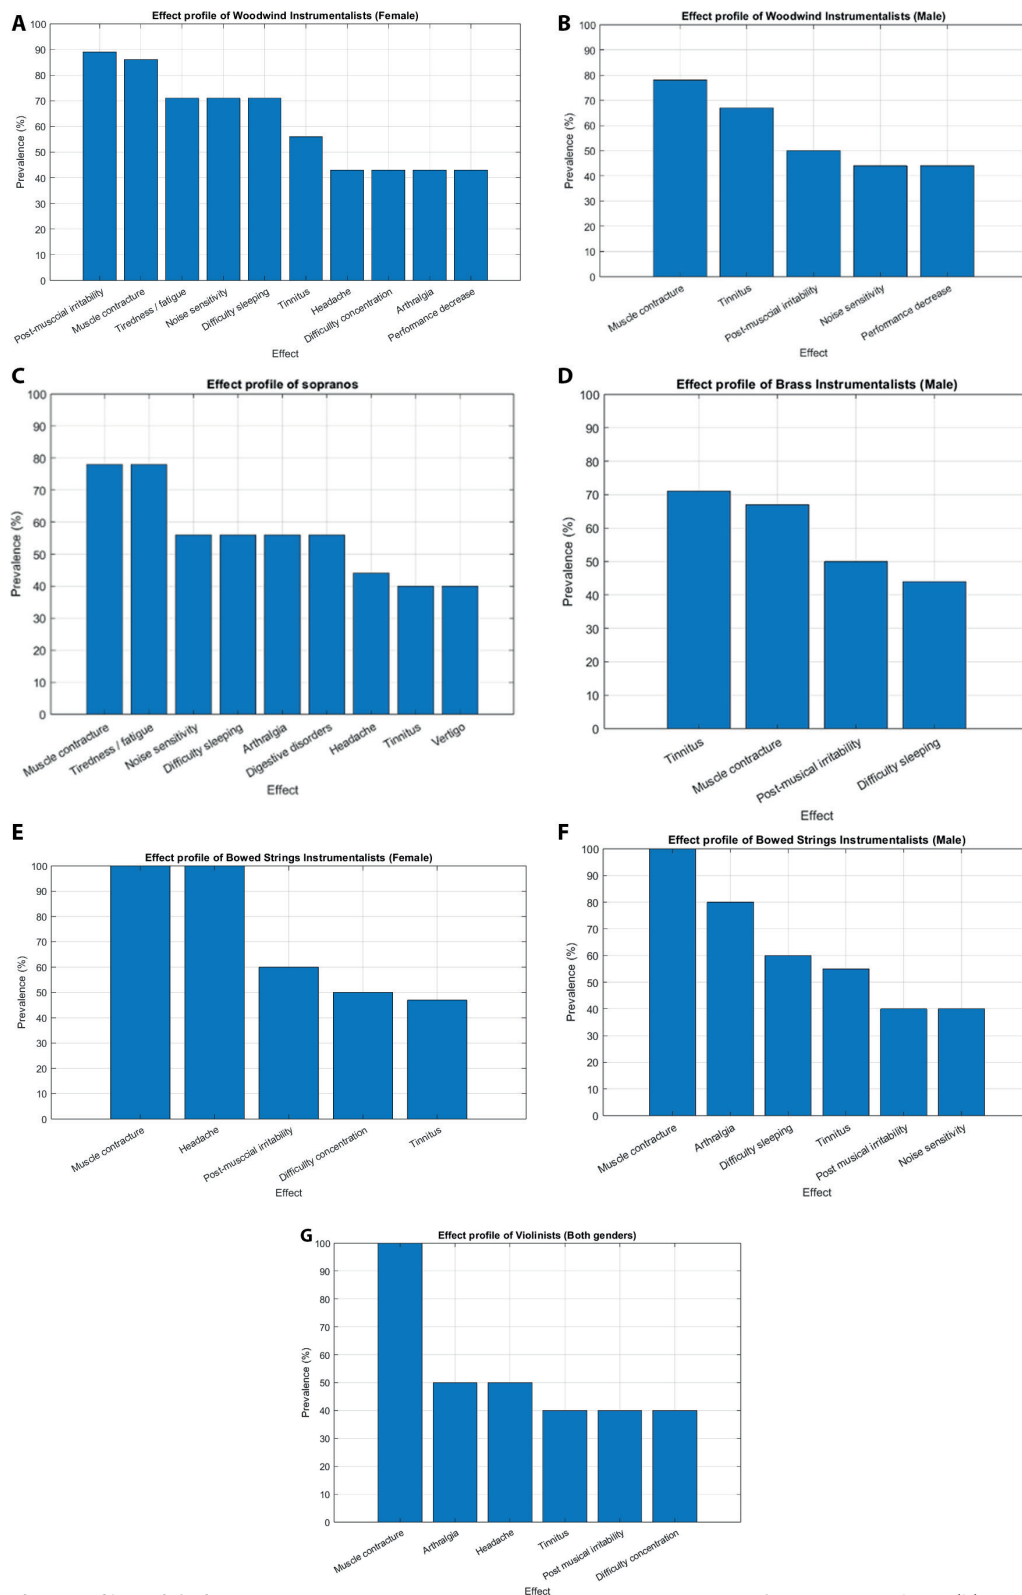 A
Effect profile of Woodwind Instrumentalists (Female)
100
90
80
70
60
50
40
30
20
10
0
Prevalence (%)
Post-musccial irritability
Muscle contracture
Tiredness / fatigue
Noise sensitivity
Difficulty sleeping
Tinnitus
Headache
Difficulty concentration
Arthralgia
Performance decrease
Effect
B
Effect profile of Woodwind Instrumentalists (Male)
100
90
80
70
60
50
40
30
20
10
0
Prevalence (%)
Muscle contracture
Tinnitus
Post-musccial irritability
Noise sensitivity
Performance decrease
Effect
C
Effect profile of sopranos
100
90
80
70
60
50
40
30
20
10
0
Prevalence (%)
Muscle contracture
Tiredness / fatigue
Noise sensitivity
Difficulty sleeping
Arthralgia
Digestive disorders
Headache
Tinnitus
Vertigo
Effect
D
Effect profile of Brass Instrumentalists (Male)
100
90
80
70
60
50
40
30
20
10
0
Prevalence (%)
Tinnitus
Muscle contracture
Post-musical irritability
Difficulty sleeping
Effect
E
Effect profile of Bowed Strings Instrumentalists (Female)
100
90
80
70
60
50
40
30
20
10
0
Prevalence (%)
Muscle contracture
Headache
Post-musccial irritability
Difficulty concentration
Tinnitus
Effect
F
Effect profile of Bowed Strings Instrumentalists (Male)
100
90
80
70
60
50
40
30
20
10
0
Prevalence (%)
Muscle contracture
Arthralgia
Difficulty sleeping
Tinnitus
Post musical irritability
Noise sensitivity
Effect
G
Effect profile of Violinists (Both genders)
100
90
80
70
60
50
40
30
20
10
0
Prevalence (%)
Muscle contracture
Arthralgia
Headache
Tinnitus
Post musical irritability
Difficulty concentration
Effect